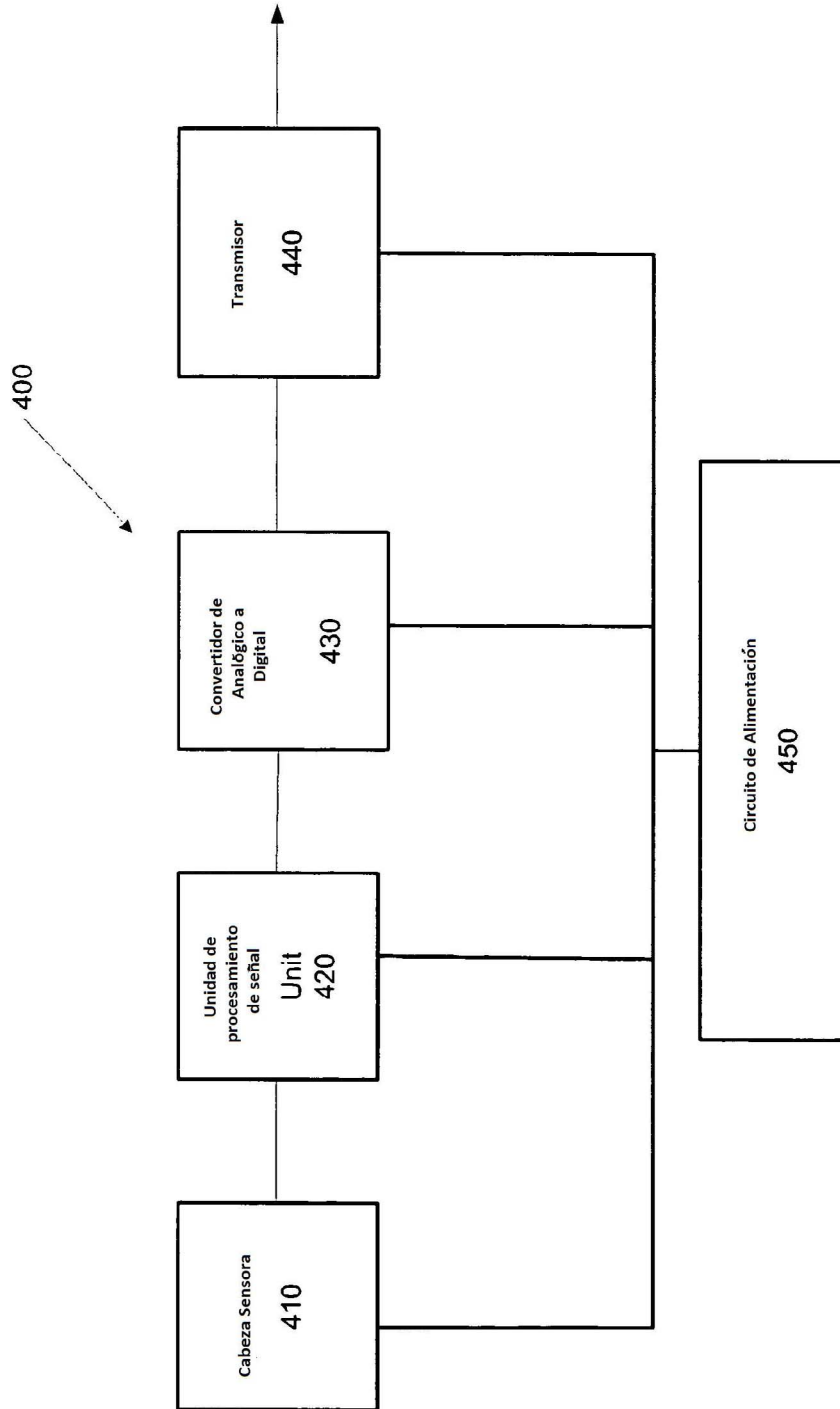 400
Cabeza Sensora
410
Unidad de
procesamiento
de señal
Unit
420
Convertidor de
Analógico a
Digital
430
Transmisor
440
Circuito de Alimentación
450